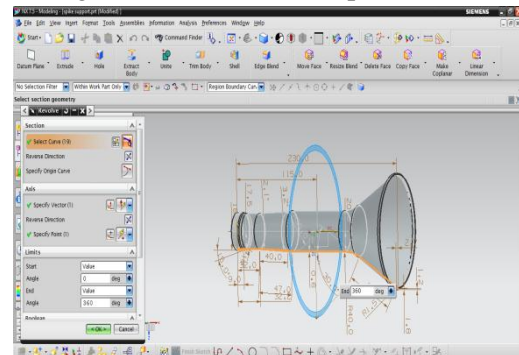 NX 7.5 - Modeling - [spike support.prt (Modified)]
SIEMENS
File Edit View Insert Format Tools Assemblies Information Analysis Preferences Window Help
Start
Command Finder
Datum Plane
Extrude
Hole
Extract Body
Unite
Trim Body
Shell
Edge Blend
Move Face
Resize Blend
Delete Face
Copy Face
Make Coplanar
Linear Dimension
No Selection Filter
Within Work Part Only
Region Boundary Curv
Select section geometry
Revolve
Section
Select Curve (19)
Reverse Direction
Specify Origin Curve
Axis
Specify Vector (1)
Reverse Direction
Specify Point (1)
Limits
Start
Value
Angle
0
deg
End
Value
Angle
360
deg
Boolean
OK
Cancel
230.0
115.0
40.0
47.0
End 360 deg
Finish Sketch